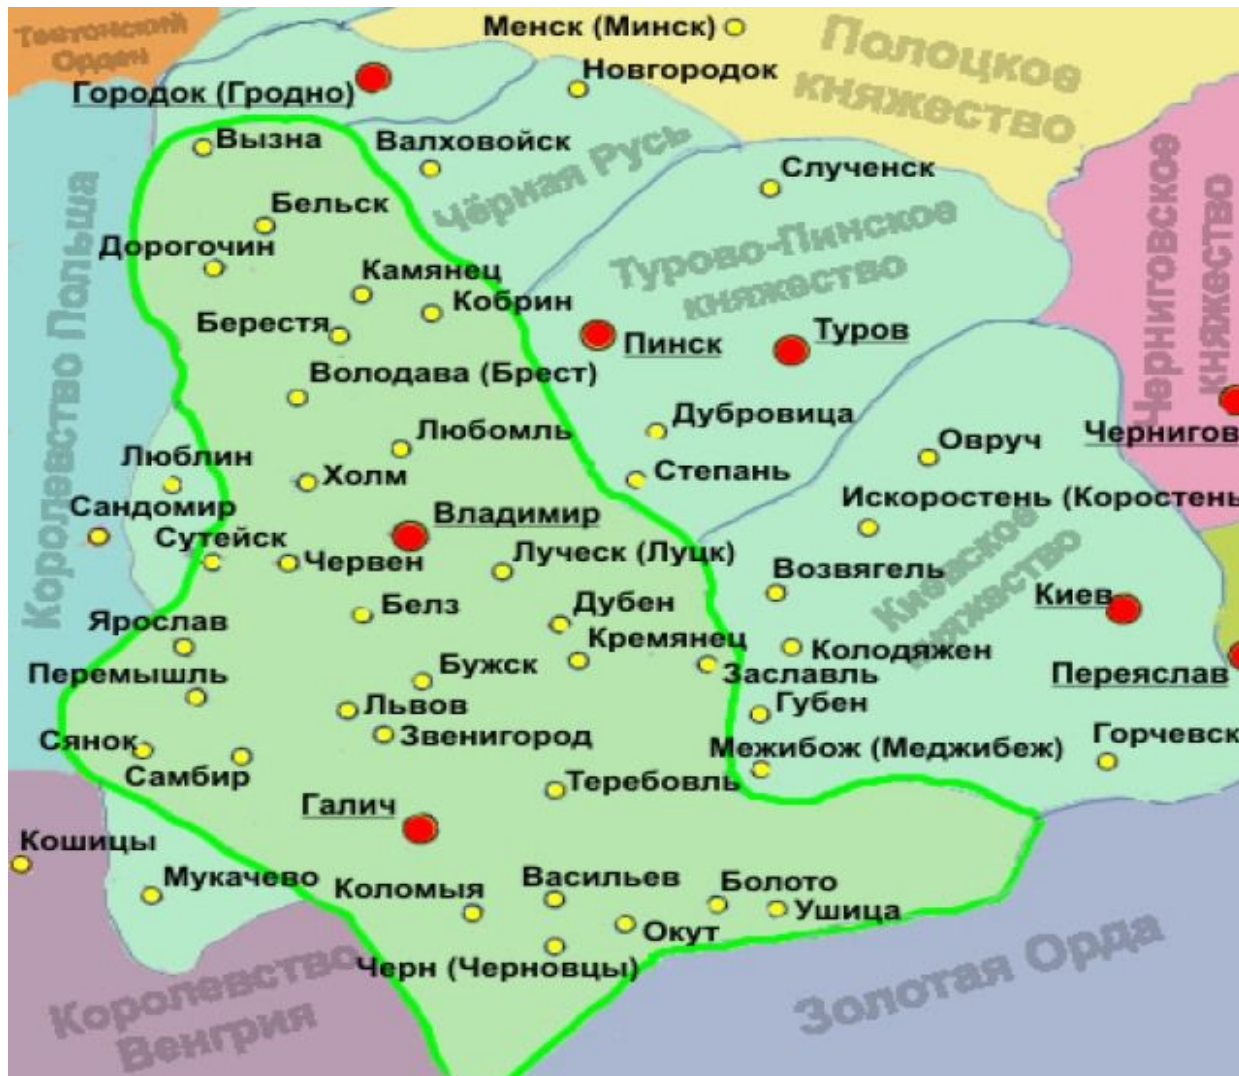 Тевтонский
Орден
Менск (Минск)
Полоцкое
княжество
Новгородок
Городок (Гродно)
Вызна
Валховойск
Чёрная Русь
Слученск
Черниговское
княжество
Королевство Польша
Бельск
Дорогочин
Турово-Пинское
княжество
Камянец
Кобрин
Берестя
Пинск
Туров
Володава (Брест)
Дубровица
Чернигов
Любомль
Овруч
Люблин
Холм
Степань
Искоростень (Коростень
Сандомир
Владимир
Сутейск
Червен
Луческ (Луцк)
Возвягель
Киевское
княжество
Киев
Белз
Дубен
Ярослав
Кремянец
Колодяжен
Перемышль
Бужск
Заславль
Переяслав
Львов
Губен
Сянок
Звенигород
Межибож (Меджибеж)
Горчевск
Самбир
Теребовль
Галич
Кошицы
Мукачево
Коломыя
Васильев
Болото
Ушица
Окут
Черн (Черновцы)
Королевство
Венгрия
Золотая Орда